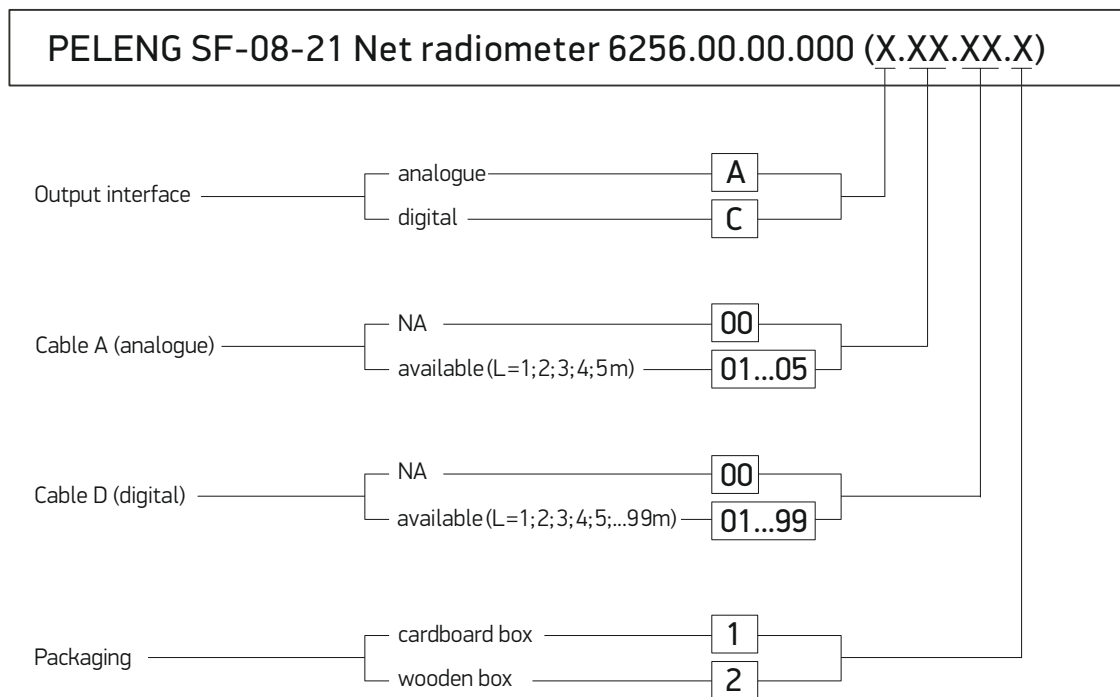 PELENG SF-08-21 Net radiometer 6256.00.00.000 (X.XX.XX.X)
analogue A
Output interface
digital C
NA 00
Cable A (analogue)
available (L=1;2;3;4;5m) 01...05
NA 00
Cable D (digital)
available (L=1;2;3;4;5;...99m) 01...99
cardboard box 1
Packaging
wooden box 2